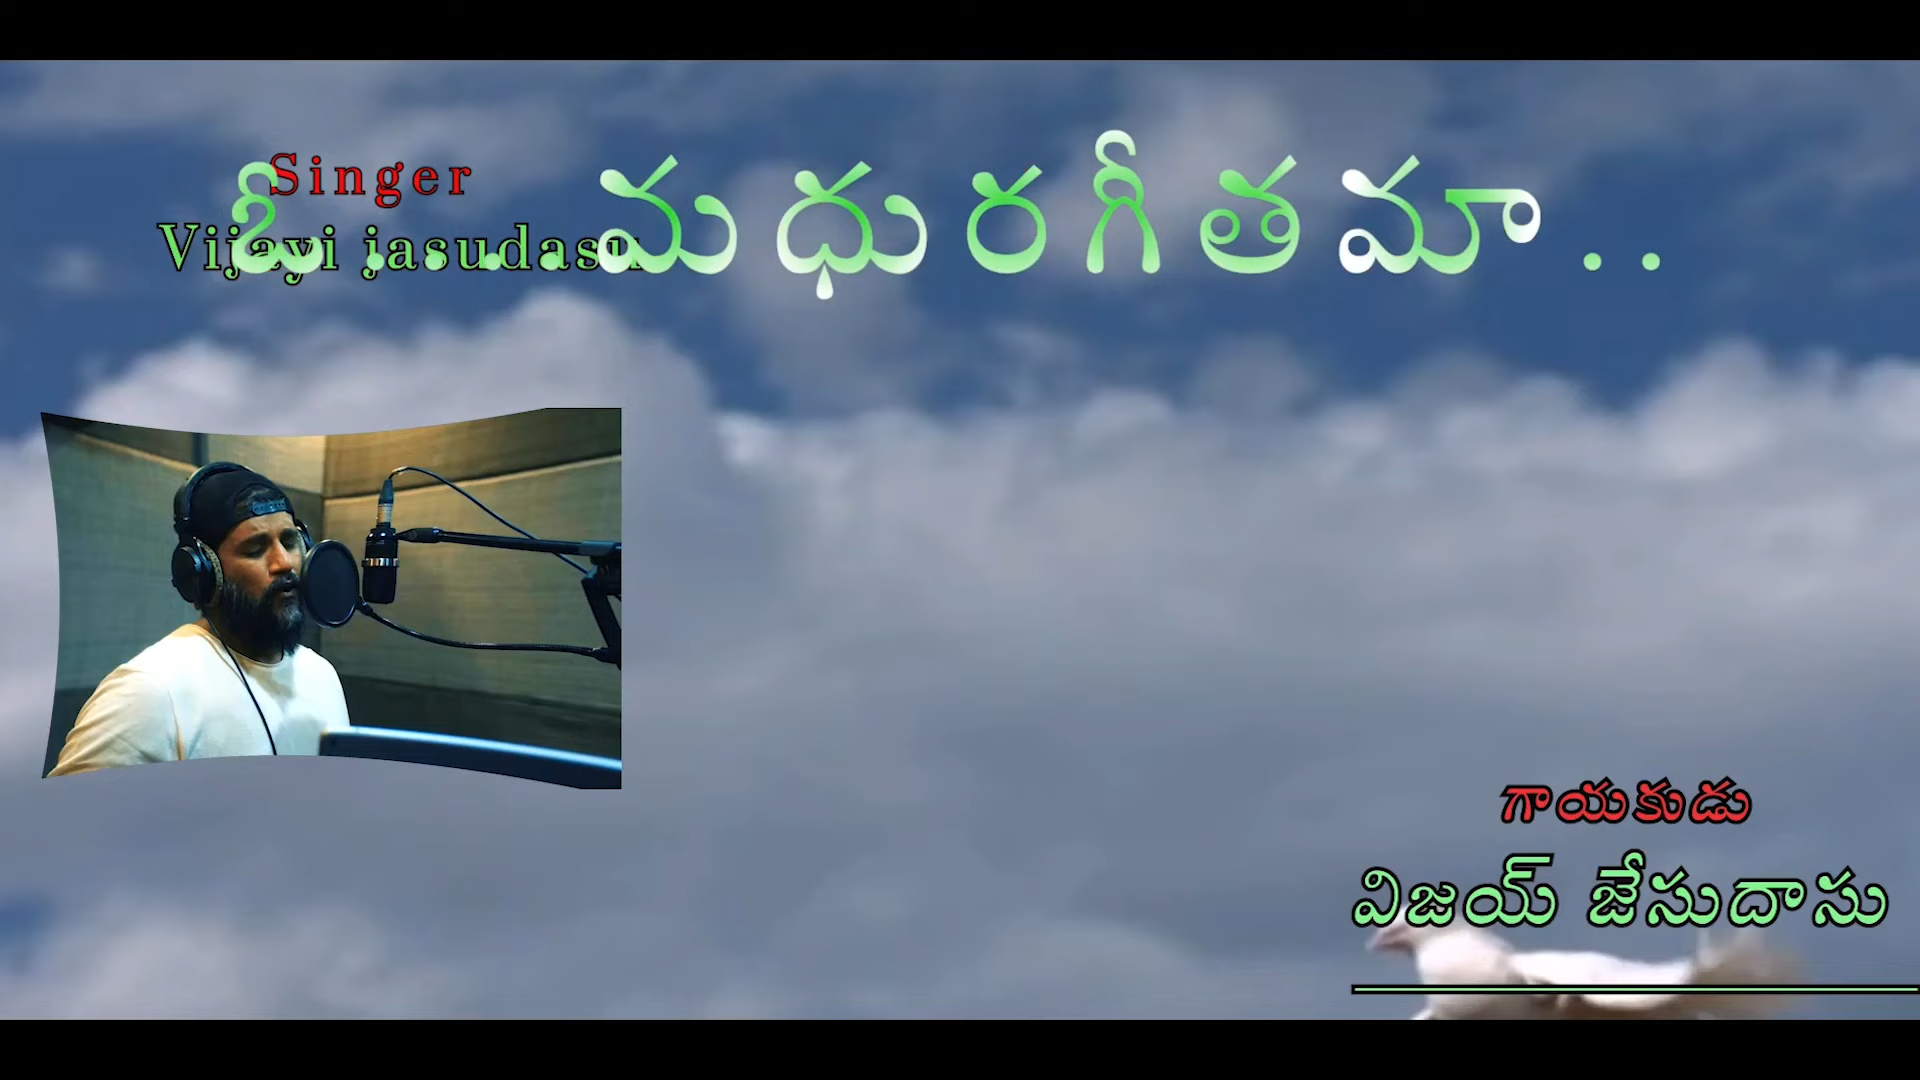 Singer
Vijayi jasudasu
ఓ....మధురగీతమా..
గాయకుడు
విజయ్ జేసుదాసు